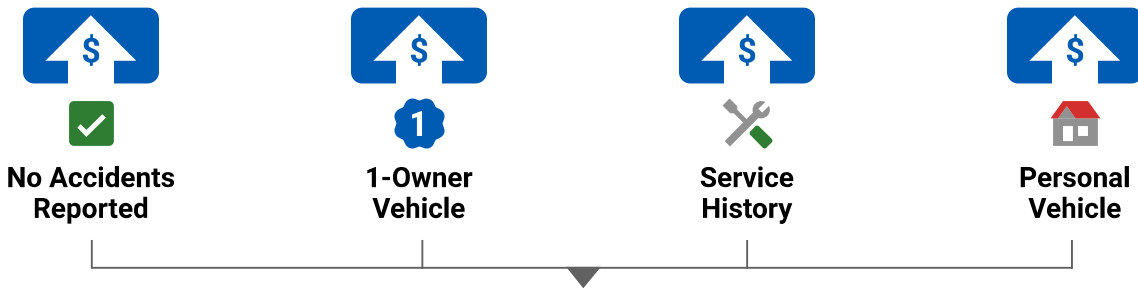 $
$
$
$
1
No Accidents
Reported
1-Owner
Vehicle
Service
History
Personal
Vehicle